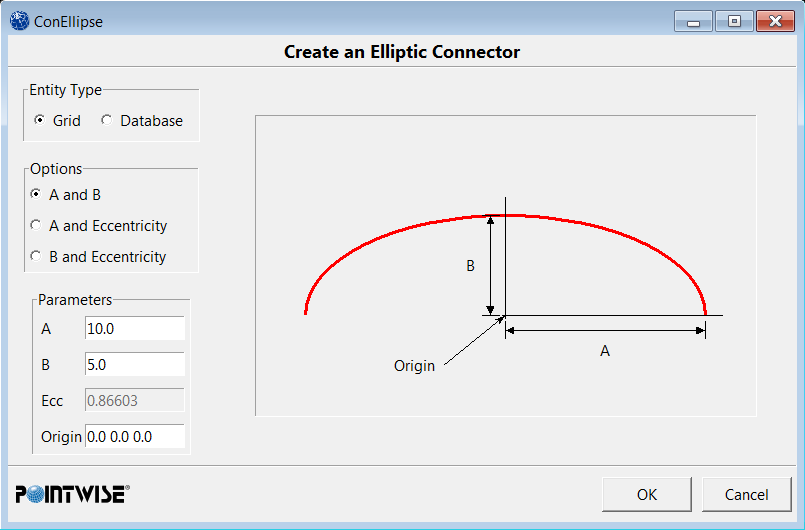 ConEllipse
Create an Elliptic Connector
Entity Type
Grid Database
Options
A and B
A and Eccentricity
B and Eccentricity
Parameters
A 10.0
B 5.0
Ecc 0.86603
Origin 0.0 0.0 0.0
B
A
Origin
POINTWISE®
OK Cancel